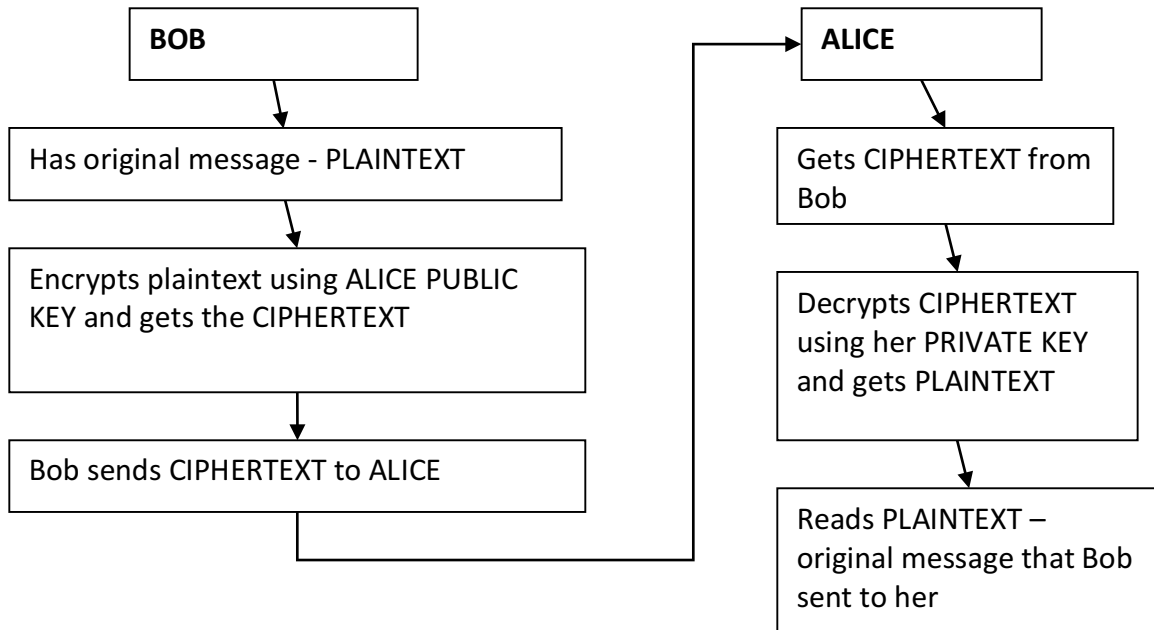 BOB
Has original message - PLAINTEXT
Encrypts plaintext using ALICE PUBLIC
KEY and gets the CIPHERTEXT
Bob sends CIPHERTEXT to ALICE
ALICE
Gets CIPHERTEXT from
Bob
Decrypts CIPHERTEXT
using her PRIVATE KEY
and gets PLAINTEXT
Reads PLAINTEXT –
original message that Bob
sent to her